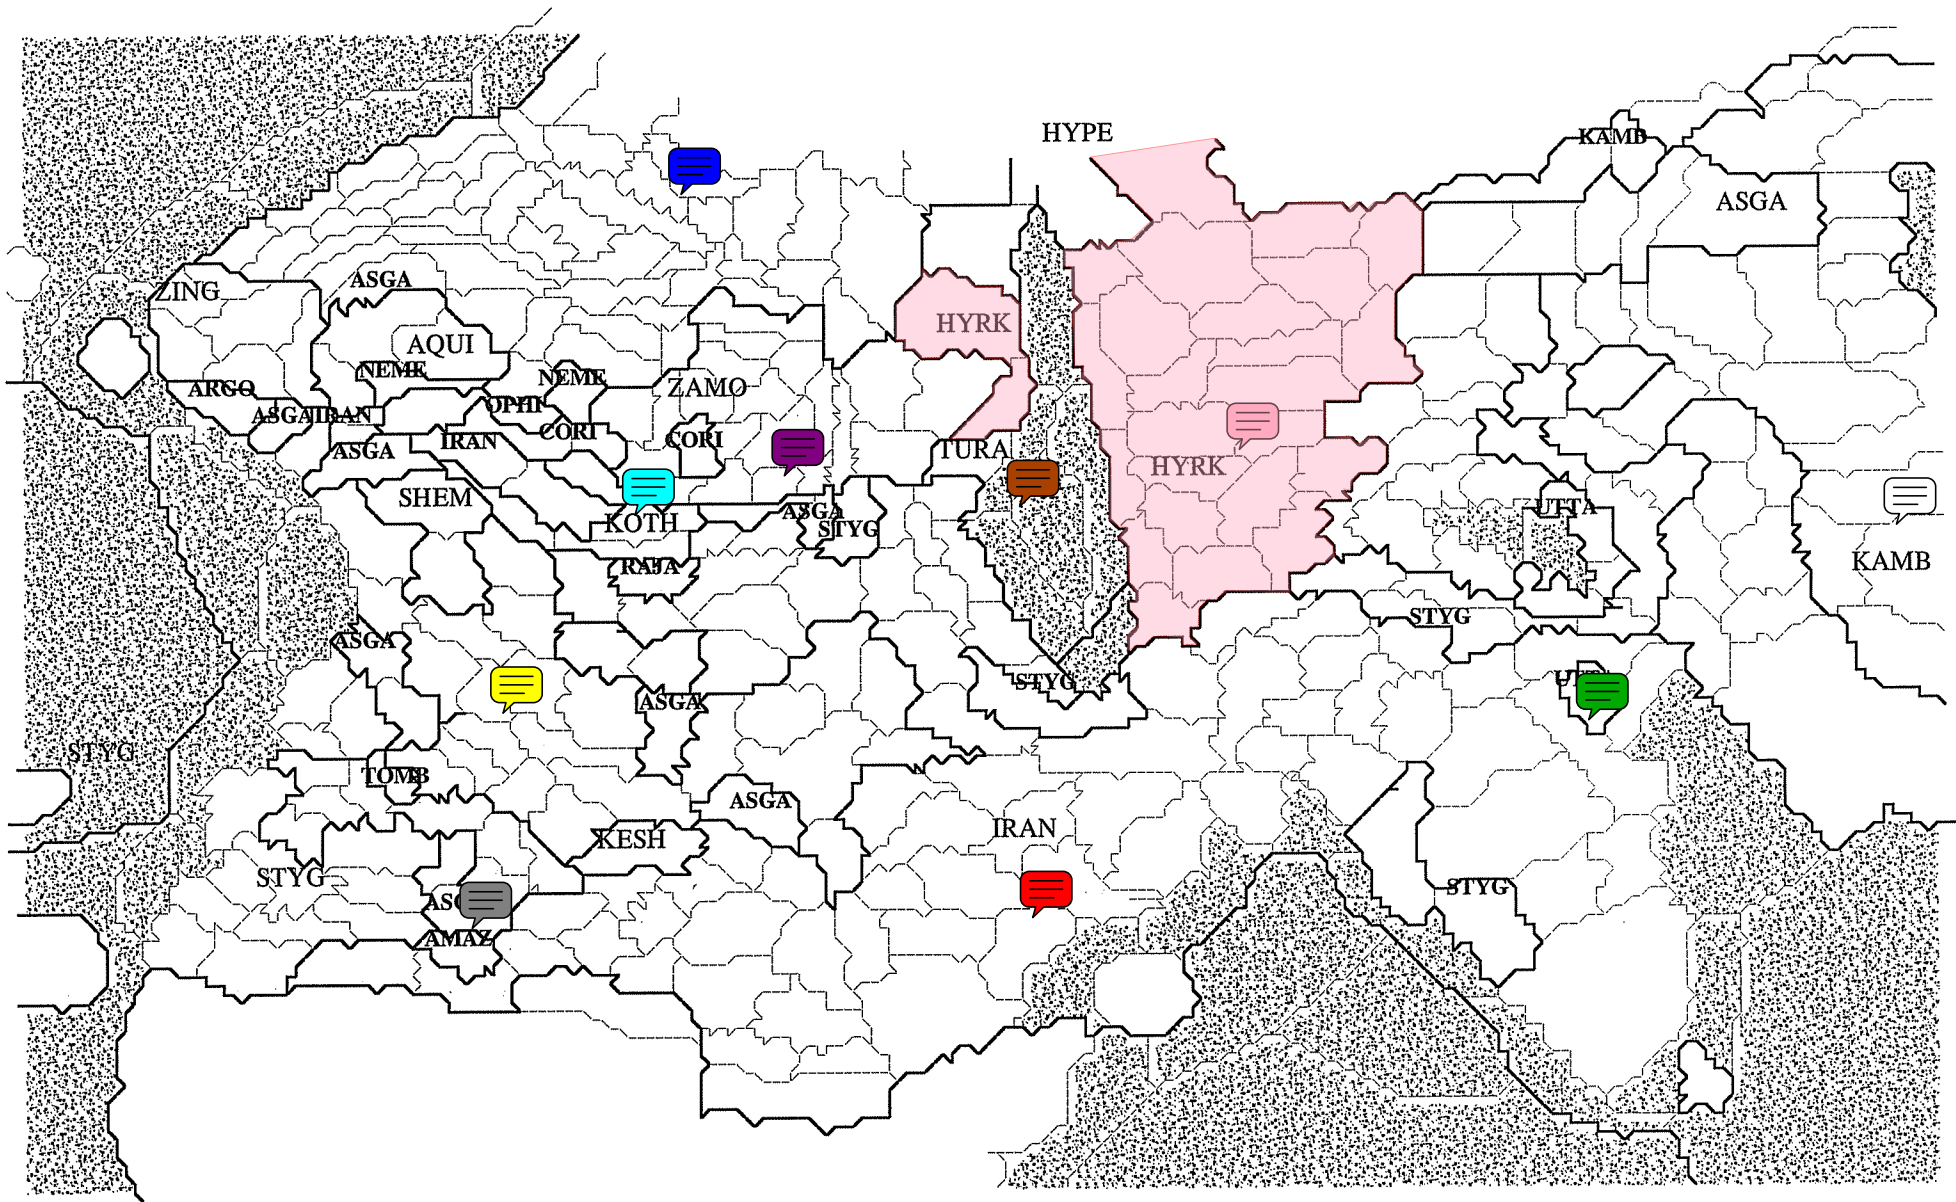 HYPE
KAMB
ASGA
ASGA
ZING
HYRK
AQUI
NEME
NEME
ARGO
ZAMO
OPHI
ASGA
IRAN
CORI
IRAN
CORI
ASGA
TURA
HYRK
SHEM
UTTA
ASGA
KOTH
STYG
KAMB
RAJA
STYG
ASGA
STYG
ASGA
STYG
TOMB
ASGA
IRAN
KESH
STYG
STYG
AMAZ